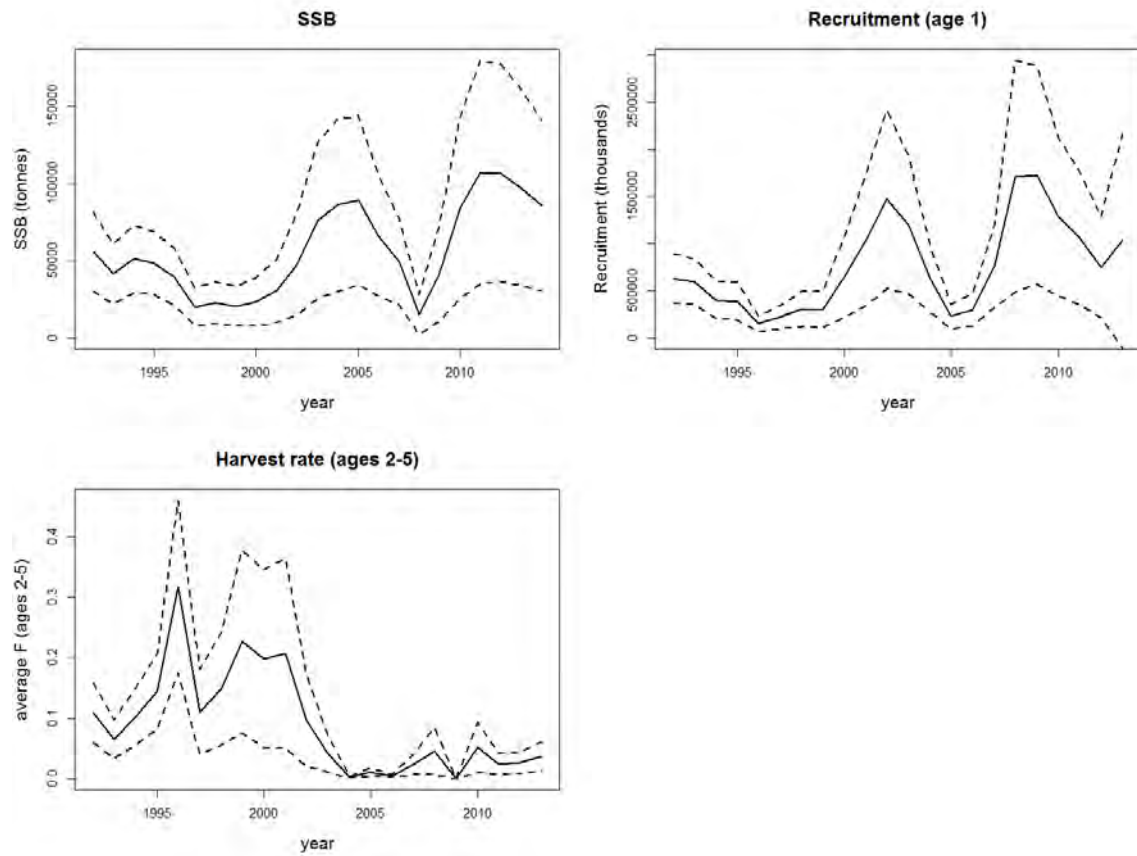 SSB
SSB (tonnes)
150000
100000
50000
0
1995 2000 2005 2010
year
Recruitment (age 1)
Recruitment (thousands)
2500000
1500000
500000
0
1995 2000 2005 2010
year
Harvest rate (ages 2-5)
average F (ages 2-5)
0.4
0.3
0.2
0.1
0.0
1995 2000 2005 2010
year